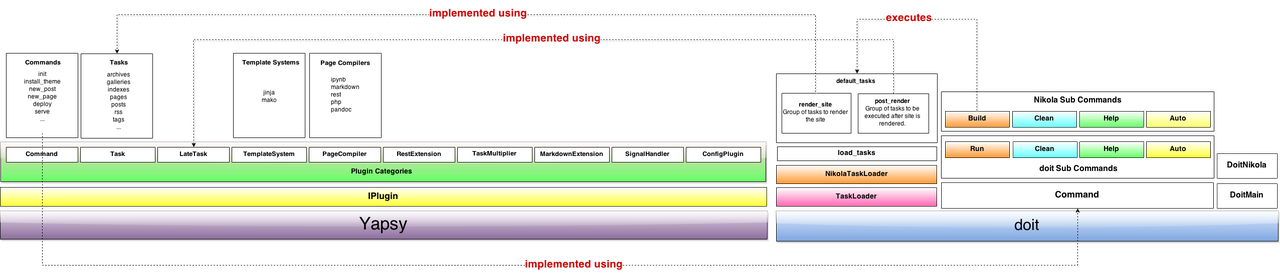 implemented using
executes
implemented using
Commands
init
install_theme
new_post
new_page
deploy
serve
...
Tasks
archives
galleries
indexes
pages
posts
rss
tags
...
Template Systems
jinja
mako
Page Compilers
ipynb
markdown
rest
php
pandoc
default_tasks
render_site
Group of tasks to render
the site
post_render
Group of tasks to be
executed after site is
rendered.
Nikola Sub Commands
Build
Clean
Help
Auto
Command
Task
LateTask
TemplateSystem
PageCompiler
RestExtension
TaskMultiplier
MarkdownExtension
SignalHandler
ConfigPlugin
Plugin Categories
load_tasks
Run
Clean
Help
Auto
doit Sub Commands
DoitNikola
NikolaTaskLoader
IPlugin
TaskLoader
Command
DoitMain
Yapsy
doit
implemented using